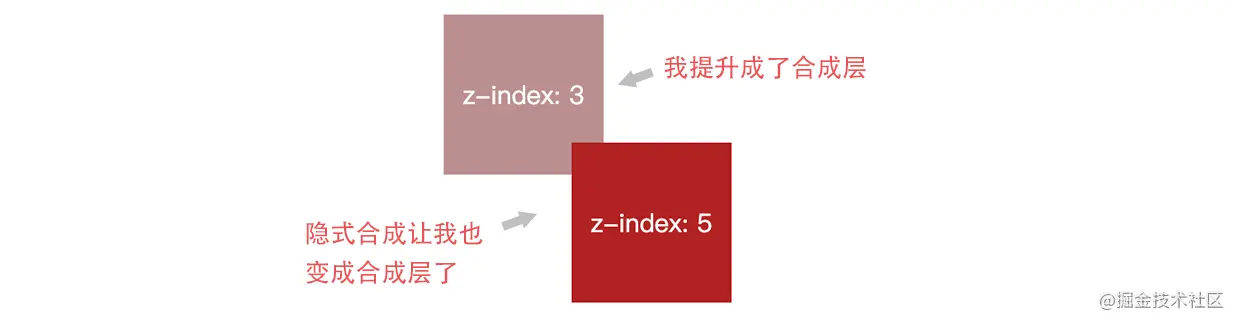 z-index: 3
我提升成了合成层
z-index: 5
隐式合成让我也
变成合成层了
@掘金技术社区